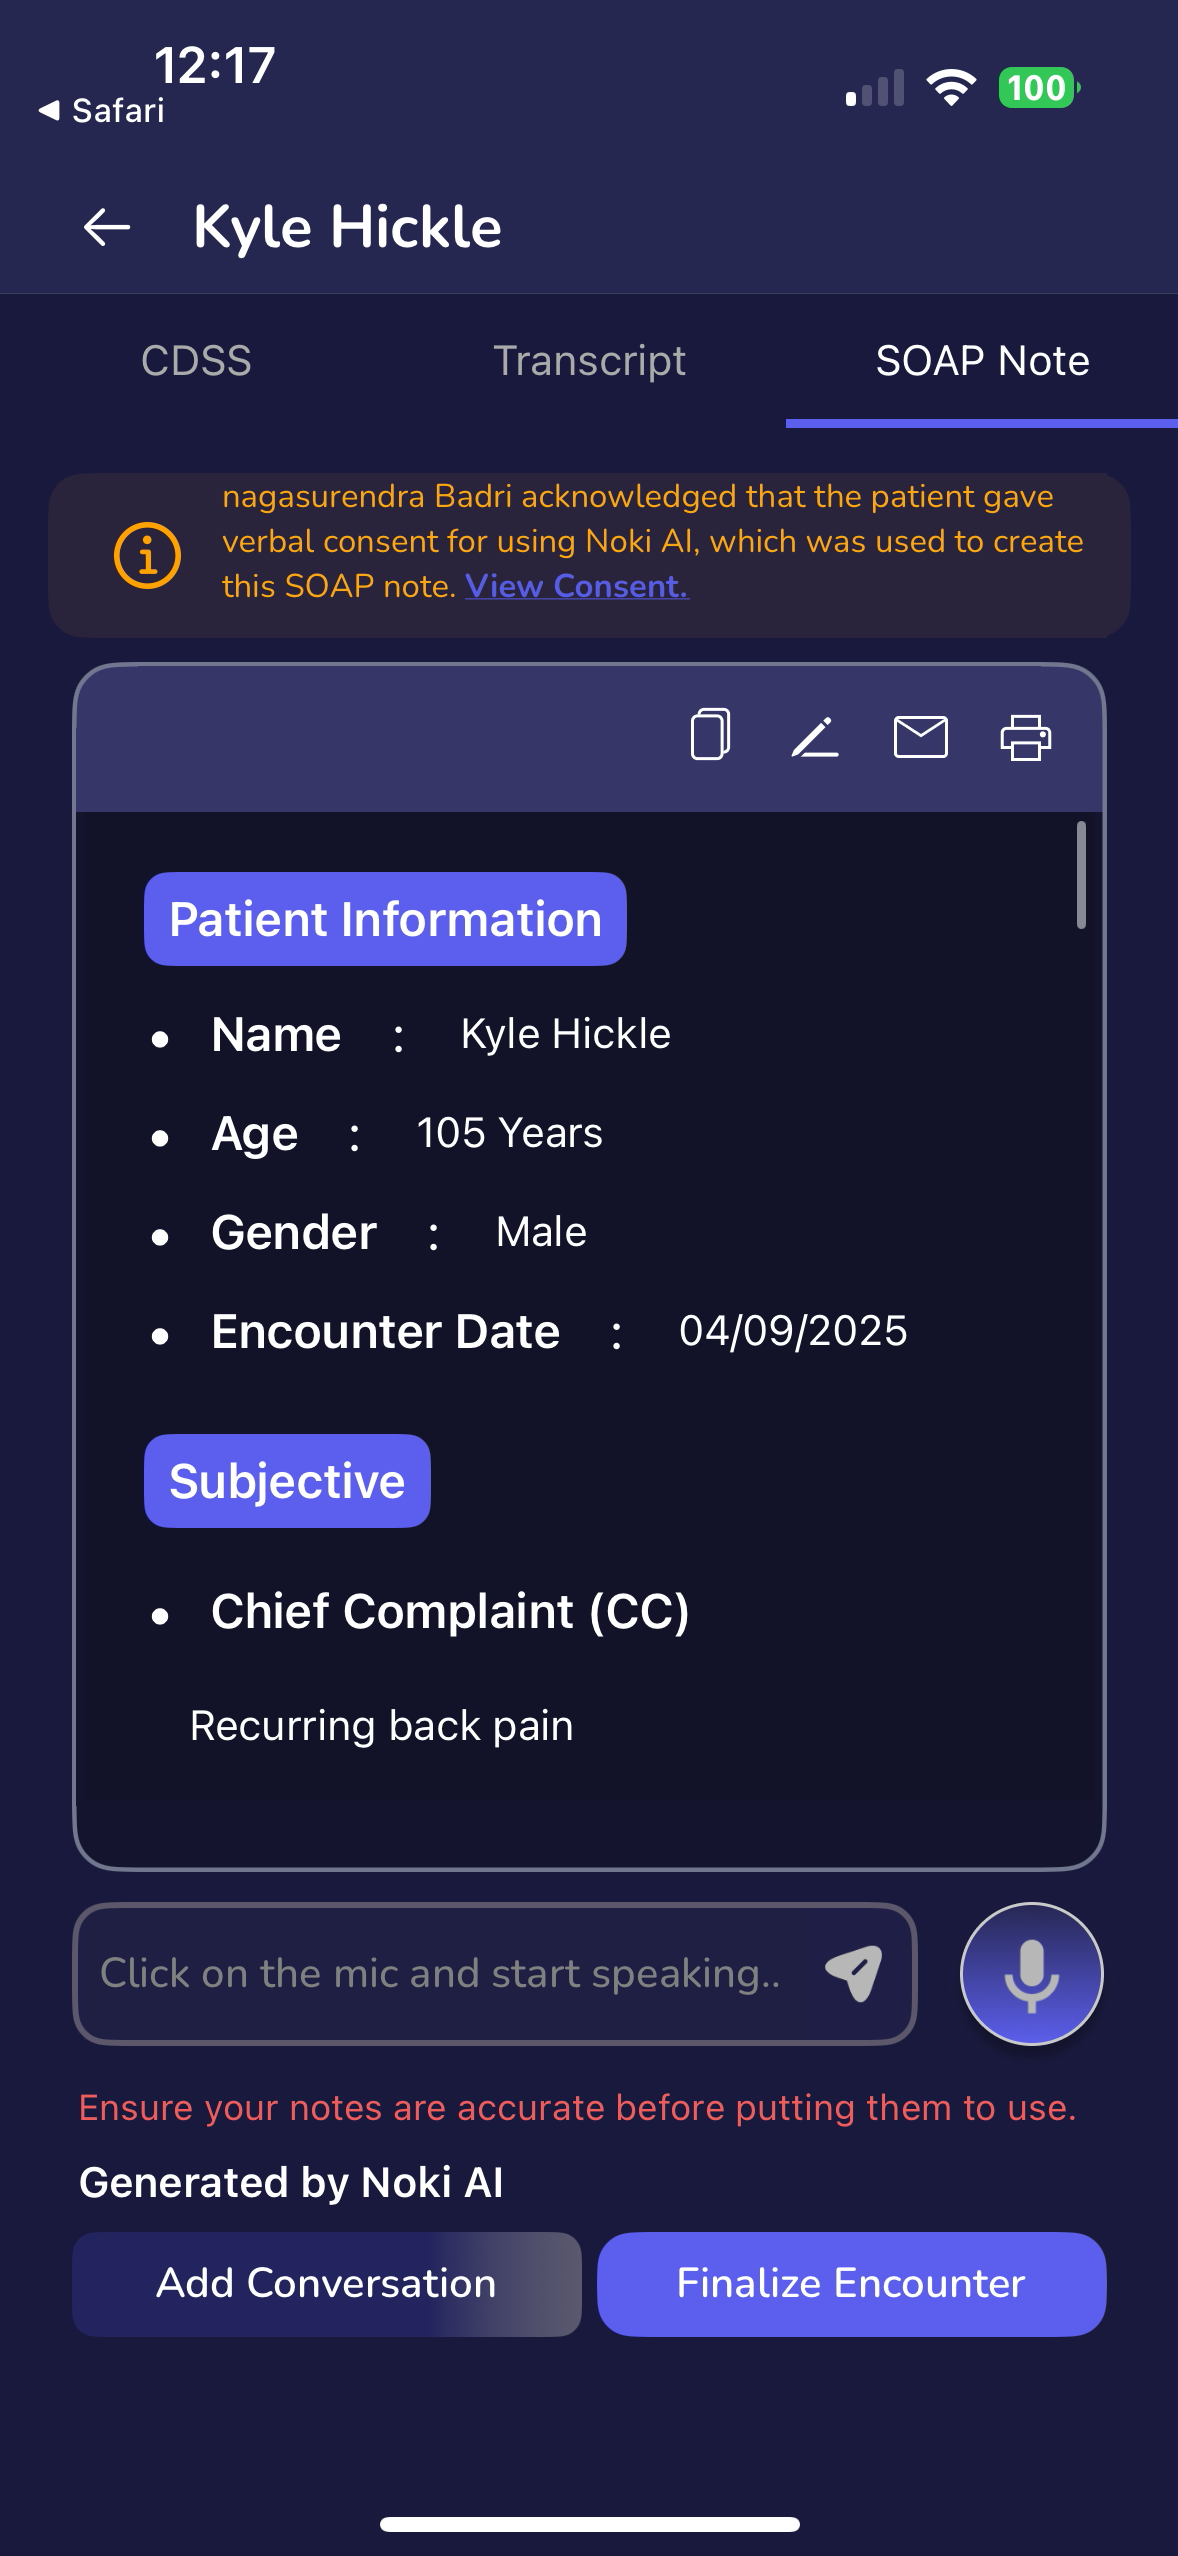 12:17
Safari
100
Kyle Hickle
CDSS
Transcript
SOAP Note
nagasurendra Badri acknowledged that the patient gave
verbal consent for using Noki AI, which was used to create
this SOAP note. View Consent.
Patient Information
• Name : Kyle Hickle
• Age : 105 Years
• Gender : Male
• Encounter Date : 04/09/2025
Subjective
• Chief Complaint (CC)
Recurring back pain
Click on the mic and start speaking..
Ensure your notes are accurate before putting them to use.
Generated by Noki AI
Add Conversation
Finalize Encounter